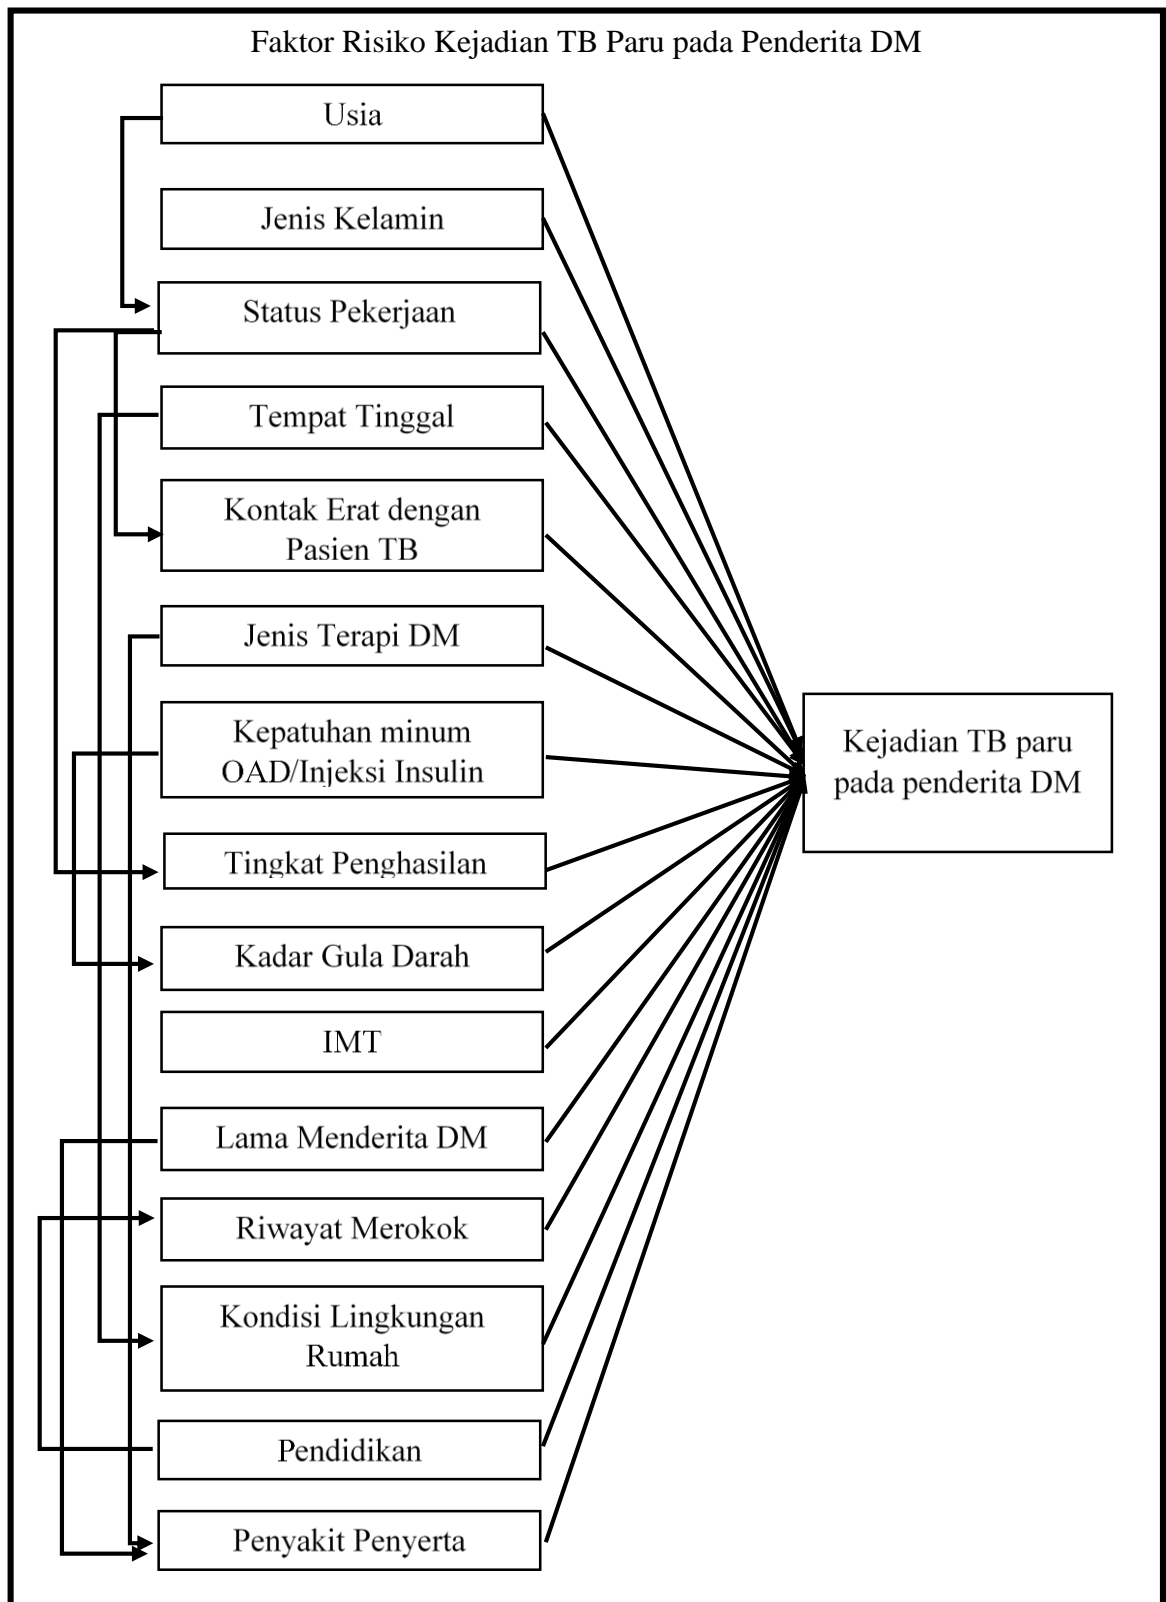 Faktor Risiko Kejadian TB Paru pada Penderita DM
Usia
Jenis Kelamin
Status Pekerjaan
Tempat Tinggal
Kontak Erat dengan
Pasien TB
Jenis Terapi DM
Kepatuhan minum
OAD/Injeksi Insulin
Tingkat Penghasilan
Kadar Gula Darah
IMT
Lama Menderita DM
Riwayat Merokok
Kondisi Lingkungan
Rumah
Pendidikan
Penyakit Penyerta
Kejadian TB paru
pada penderita DM